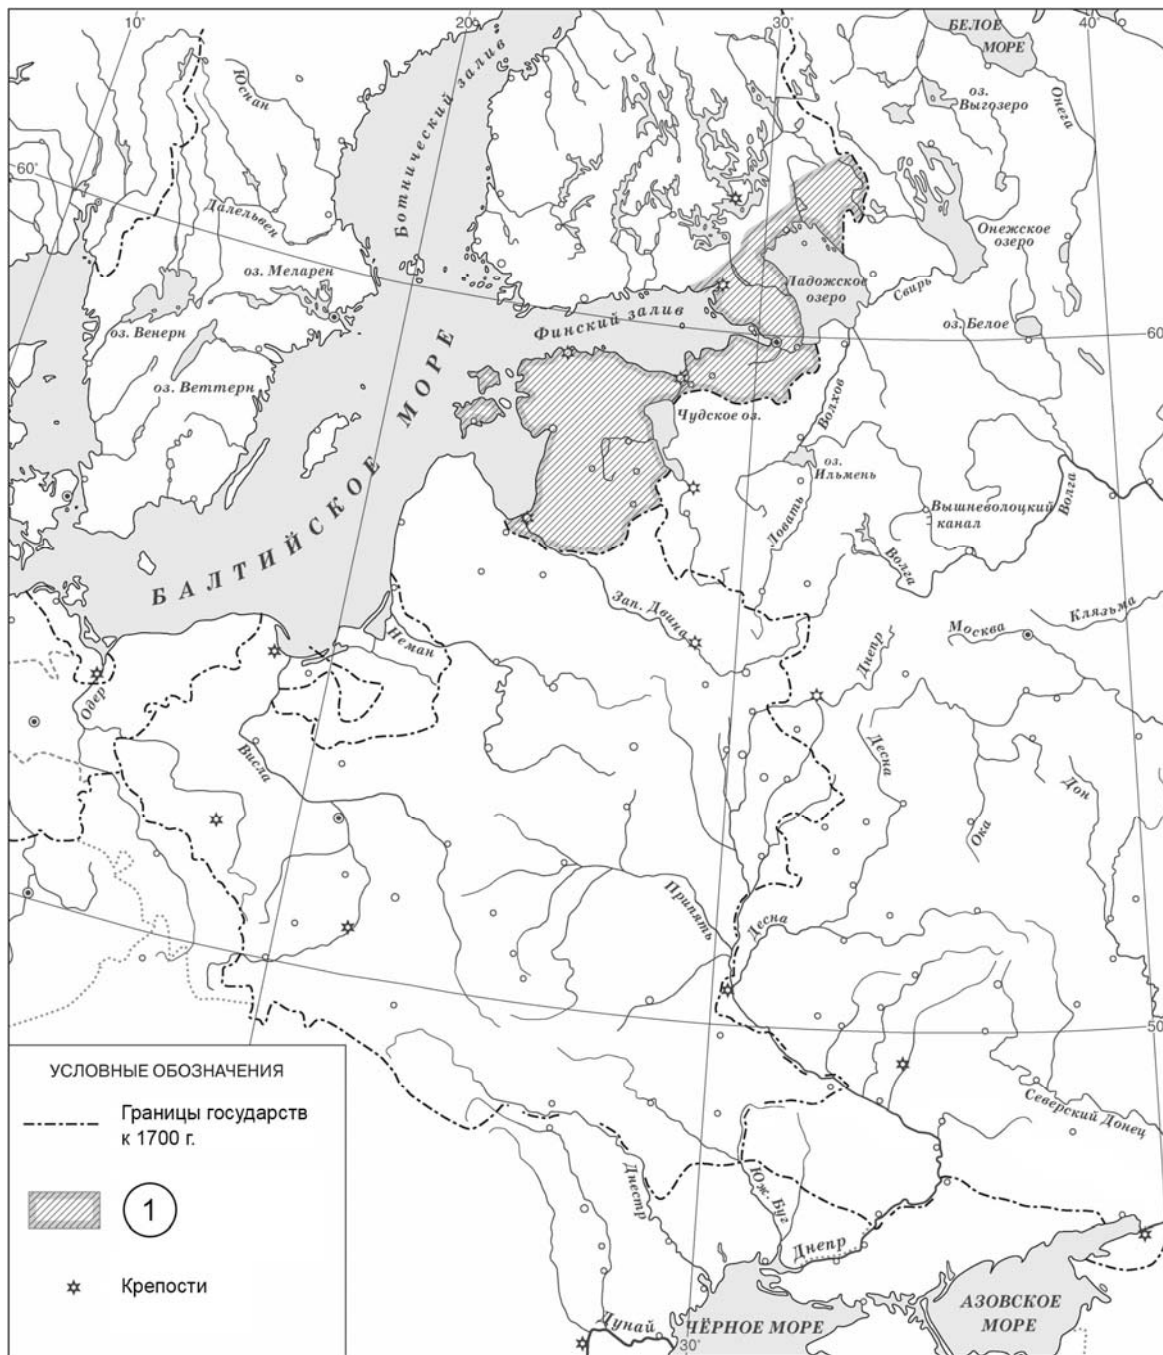 10°
20°
30°
40°
БЕЛОЕ
МОРЕ
Юснан
Ботнический залив
оз.
Выгозеро
Онега
60°
Далельвен
Онежское
озеро
оз. Меларен
Ладожское
озеро
Свирь
оз. Венерн
Финский залив
оз. Белое
60
оз. Веттерн
Чудское оз.
Волхов
оз.
Ильмень
Ловать
Вышневолоцкий
канал
Волга
Волга
БАЛТИЙСКОЕ МОРЕ
Зап. Двина
Клязьма
Москва
Неман
Днепр
Одер
Висла
Десна
Дон
Ока
Припять
Десна
50
УСЛОВНЫЕ ОБОЗНАЧЕНИЯ
Границы государств
к 1700 г.
1
Крепости
Северский Донец
Днестр
Юж. Буг
Днепр
АЗОВСКОЕ
МОРЕ
Дунай
ЧЁРНОЕ МОРЕ
30°